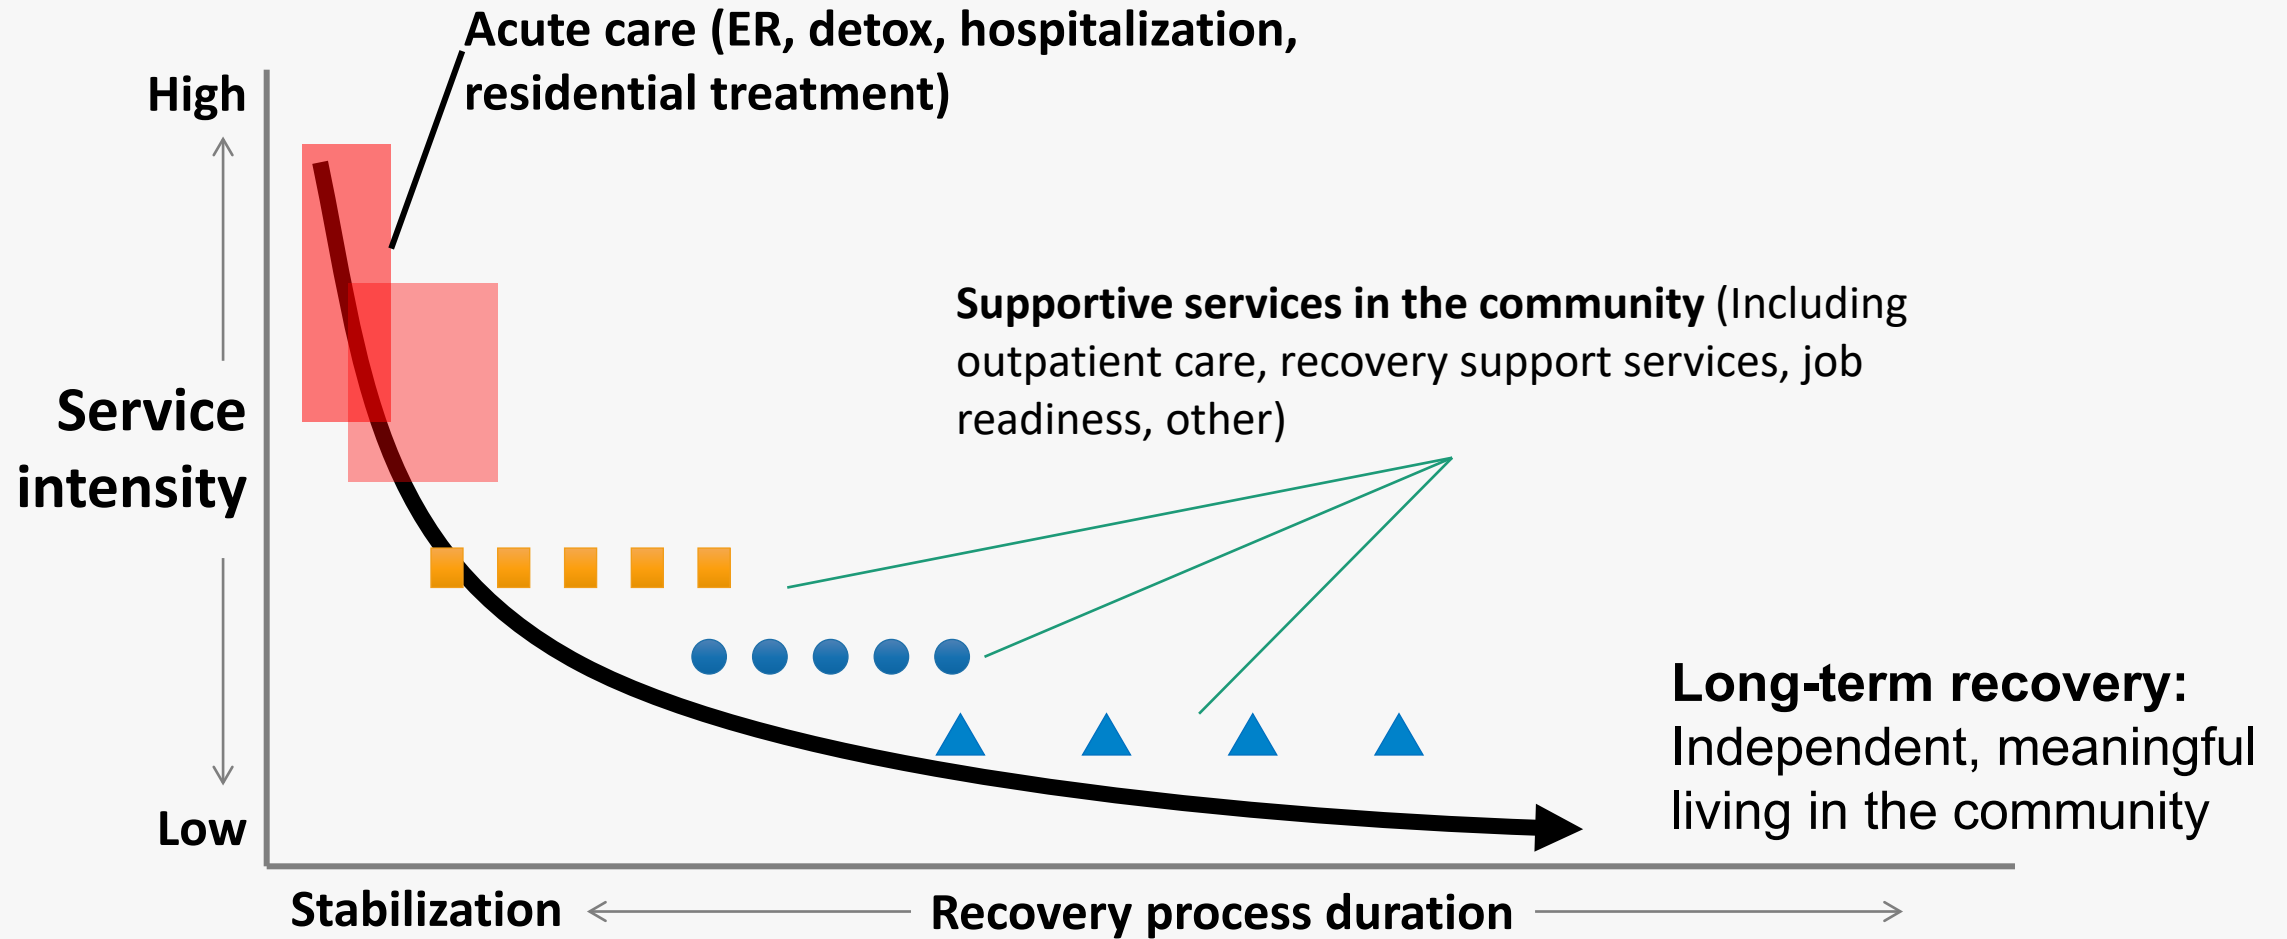 Acute care (ER, detox, hospitalization,
residential treatment)
High
Service
intensity
Low
Supportive services in the community (Including
outpatient care, recovery support services, job
readiness, other)
Long-term recovery:
Independent, meaningful
living in the community
Stabilization
Recovery process duration